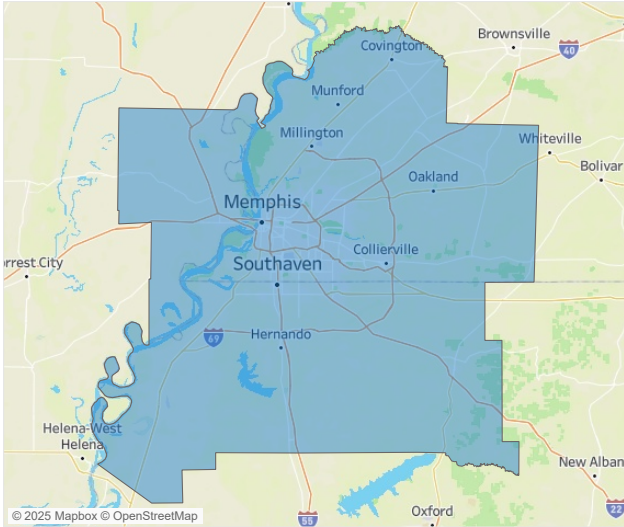 Covington
Brownsville
40
Munford
Millington
Whiteville
Bolivar
Oakland
Memphis
Collierville
orrest City
Southaven
69
Hernando
Helena-West
Helena
New Alban
© 2025 Mapbox © OpenStreetMap
55
Oxford
22